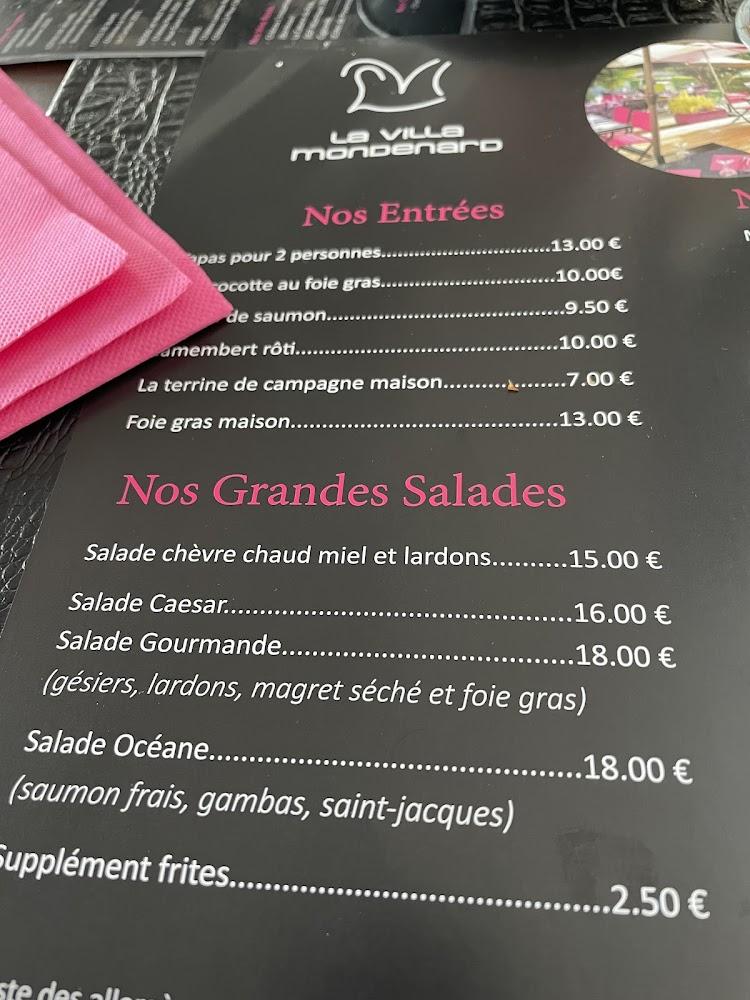 LA VILLA
MONDENARD
Nos Entrées
apas pour 2 personnes...............................13.00 €
ocotte au foie gras................................10.00€
de saumon............................................9.50 €
amembert rôti.................................................10.00 €
La terrine de campagne maison.....................7.00 €
Foie gras maison..................................................13.00 €
Nos Grandes Salades
Salade chèvre chaud miel et lardons..........15.00 €
Salade Caesar..............................................16.00 €
Salade Gourmande.....................................18.00 €
(gésiers, lardons, magret séché et foie gras)
Salade Océane............................................18.00 €
(saumon frais, gambas, saint-jacques)
Supplément frites............................................2.50 €
ste des